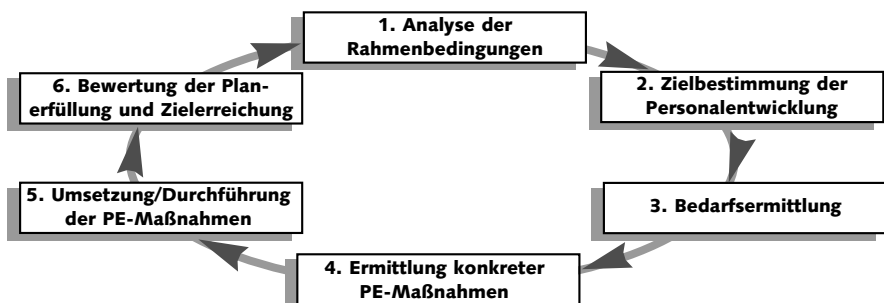 1. Analyse der
Rahmenbedingungen
2. Zielbestimmung der
Personalentwicklung
3. Bedarfsermittlung
4. Ermittlung konkreter
PE-Maßnahmen
5. Umsetzung/Durchführung
der PE-Maßnahmen
6. Bewertung der Plan-
erfüllung und Zielerreichung